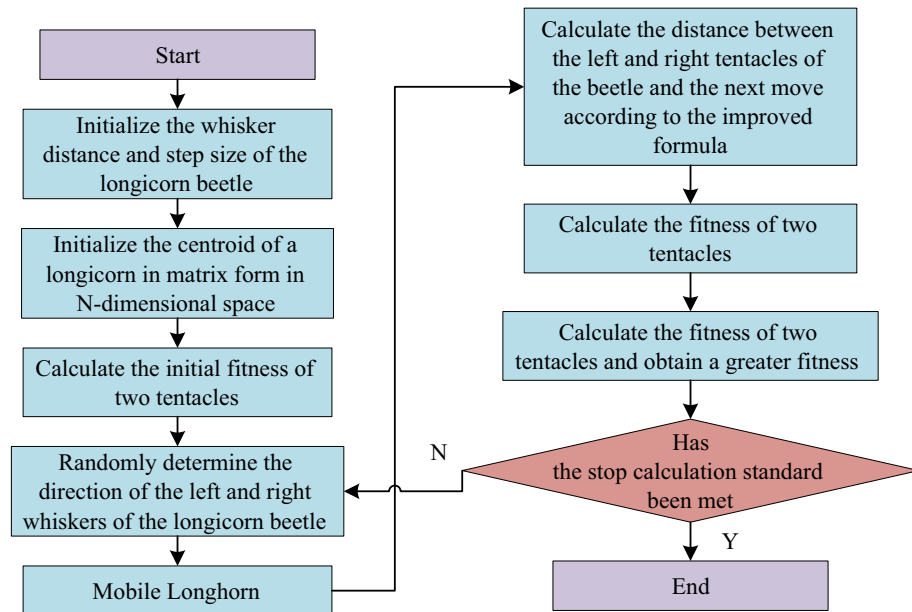 Start
Initialize the whisker
distance and step size of the
longicorn beetle
Initialize the centroid of a
longicorn in matrix form in
N-dimensional space
Calculate the initial fitness of
two tentacles
Randomly determine the
direction of the left and right
whiskers of the longicorn beetle
Mobile Longhorn
Calculate the distance between
the left and right tentacles of
the beetle and the next move
according to the improved
formula
Calculate the fitness of two
tentacles
Calculate the fitness of two
tentacles and obtain a greater fitness
Has
the stop calculation standard
been met
N
Y
End